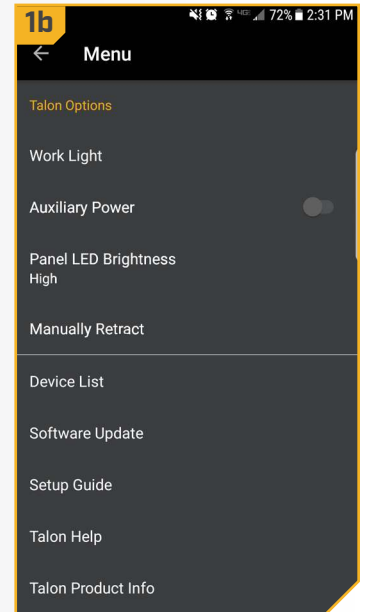 1b
4GE 72% 2:31 PM
Menu
Talon Options
Work Light
Auxiliary Power
Panel LED Brightness
High
Manually Retract
Device List
Software Update
Setup Guide
Talon Help
Talon Product Info